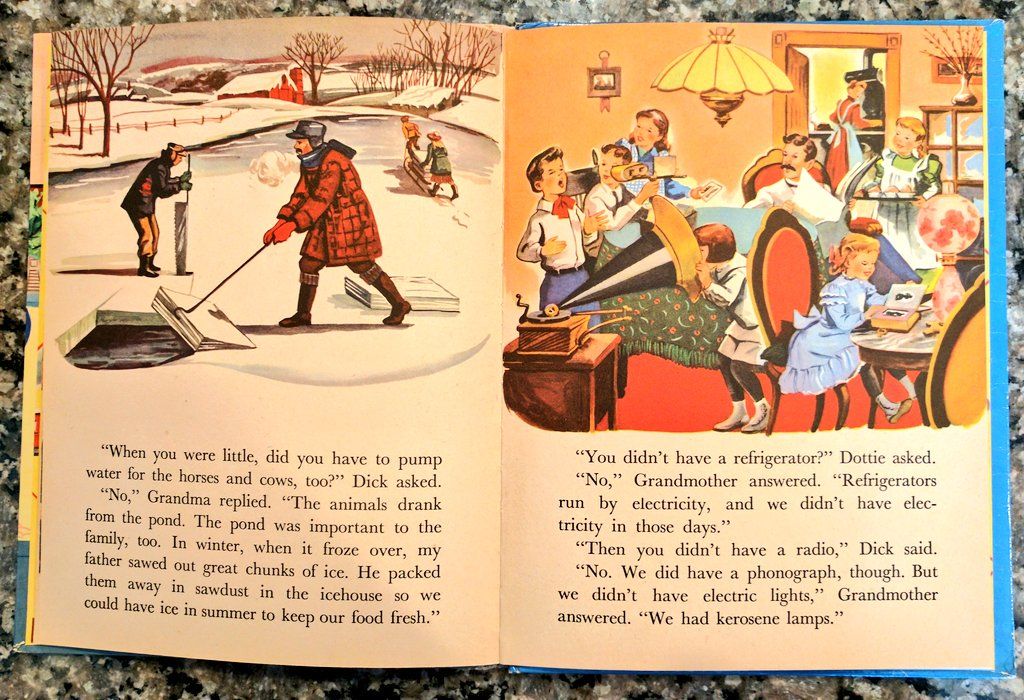 "When you were little, did you have to pump
water for the horses and cows, too?" Dick asked.
"No," Grandma replied. "The animals drank
from the pond. The pond was important to the
family, too. In winter, when it froze over, my
father sawed out great chunks of ice. He packed
them away in sawdust in the icehouse so we
could have ice in summer to keep our food fresh."
"You didn't have a refrigerator?" Dottie asked.
"No," Grandmother answered. "Refrigerators
run by electricity, and we didn't have elec-
tricity in those days."
"Then you didn't have a radio," Dick said.
"No. We did have a phonograph, though. But
we didn't have electric lights," Grandmother
answered. "We had kerosene lamps."